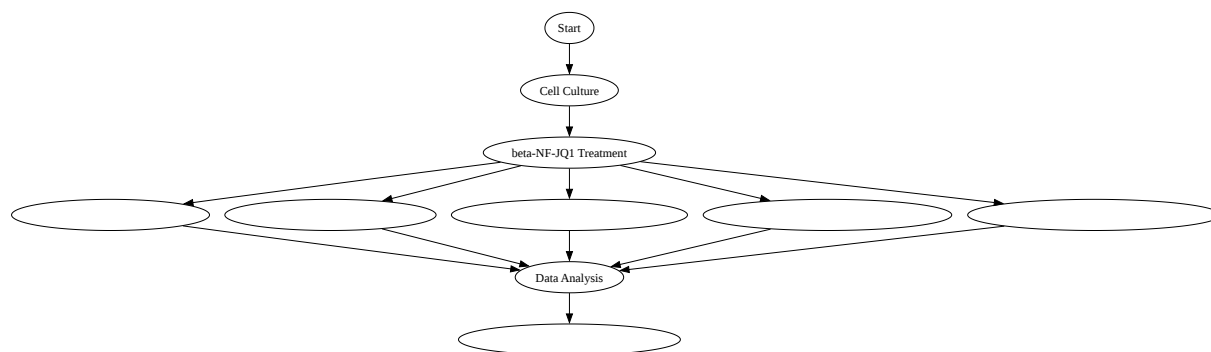 Start
Cell Culture
beta-NF-JQ1 Treatment
Data Analysis